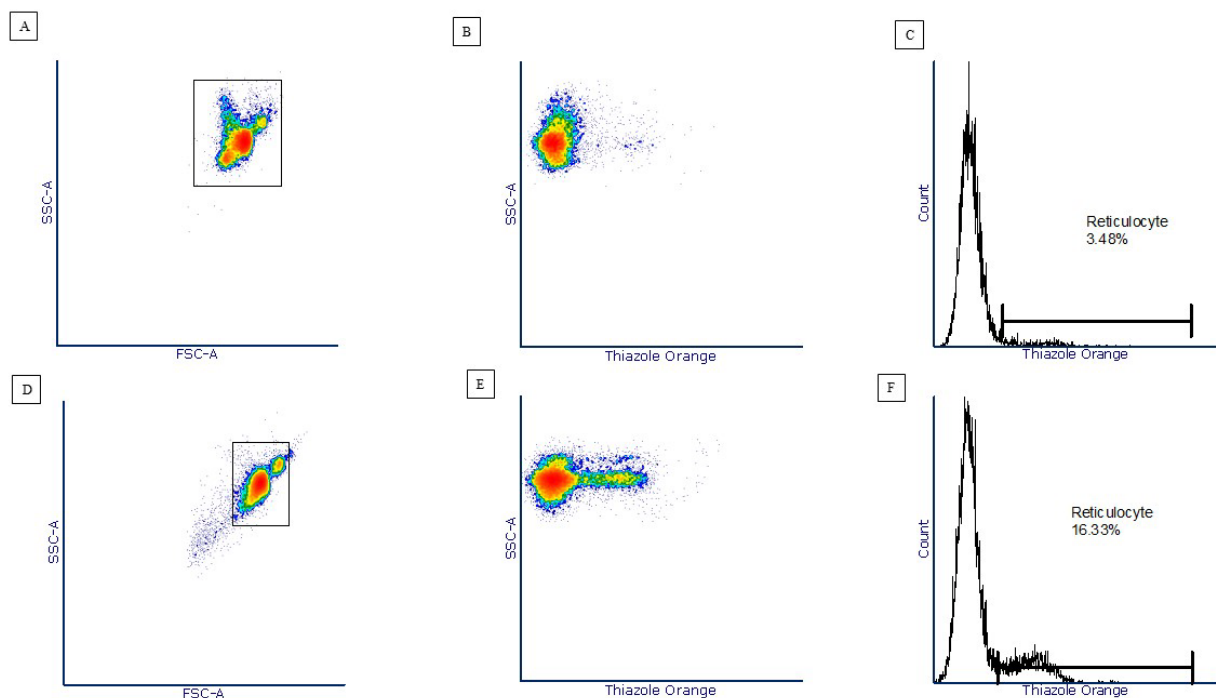 A
B
C
SSC-A
FSC-A
SSC-A
Thiazole Orange
Count
Reticulocyte
3.48%
Thiazole Orange
D
E
F
SSC-A
FSC-A
SSC-A
Thiazole Orange
Count
Reticulocyte
16.33%
Thiazole Orange